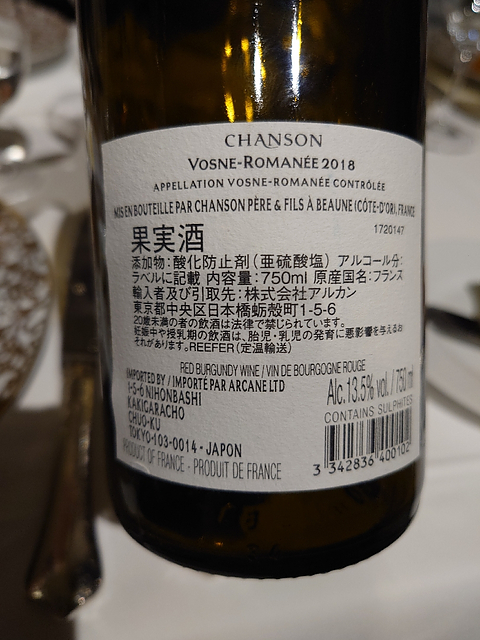 CHANSON
VOSNE-ROMANÉE 2018
APPELLATION VOSNE-ROMANÉE CONTRÔLÉE
MIS EN BOUTEILLE PAR CHANSON PÈRE & FILS À BEAUNE (CÔTE-D'OR), FRANCE
1720147
果実酒
添加物:酸化防止剤(亜硫酸塩) アルコール分:
ラベルに記載 内容量:750ml 原産国名:フランス
輸入者及び引取先:株式会社アルカン
東京都中央区日本橋蛎殻町1-5-6
20歳未満の者の飲酒は法律で禁じられています。
妊娠中や授乳期の飲酒は、胎児・乳児の発育に悪影響を与えるお
それがあります。REEFER(定温輸送)
RED BURGUNDY WINE / VIN DE BOURGOGNE ROUGE
IMPORTED BY / IMPORTÉ PAR ARCANE LTD
1-5-6 NIHONBASHI
KAKIGARACHO
CHUO-KU
TOKYO-103-0014 - JAPON
PRODUCT OF FRANCE - PRODUIT DE FRANCE
Alc.13.5% vol. / 750 ml
CONTAINS SULPHITES
3 342836 400102